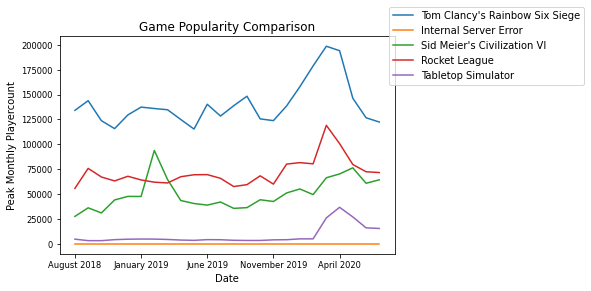 Game Popularity Comparison
Tom Clancy's Rainbow Six Siege
Internal Server Error
Sid Meier's Civilization VI
Rocket League
Tabletop Simulator
Peak Monthly Playercount
200000
175000
150000
125000
100000
75000
50000
25000
0
August 2018
January 2019
June 2019
November 2019
April 2020
Date